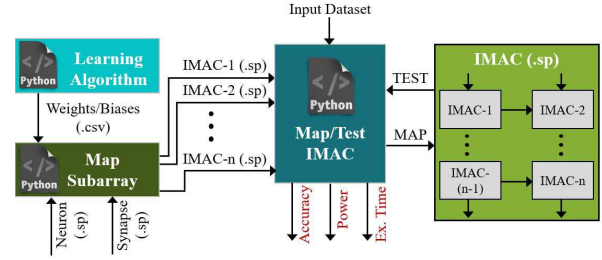 Input Dataset
Learning
Algorithm
Python
Weights/Biases
(.csv)
Map
Subarray
Python
Neuron
(.sp)
Synapse
(.sp)
IMAC-1 (.sp)
IMAC-2 (.sp)
IMAC-n (.sp)
Python
Map/Test
IMAC
Accuracy
Power
Ex. Time
TEST
MAP
IMAC (.sp)
IMAC-1
IMAC-2
IMAC-
(n-1)
IMAC-n